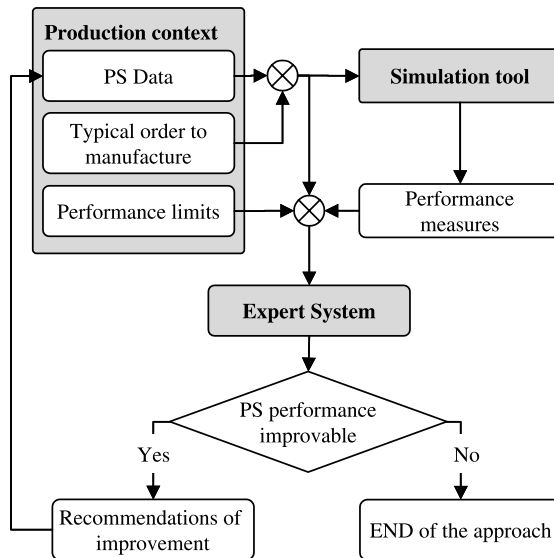 Production context
PS Data
Simulation tool
Typical order to
manufacture
Performance limits
Performance
measures
Expert System
PS performance
improvable
Yes
No
Recommendations of
improvement
END of the approach